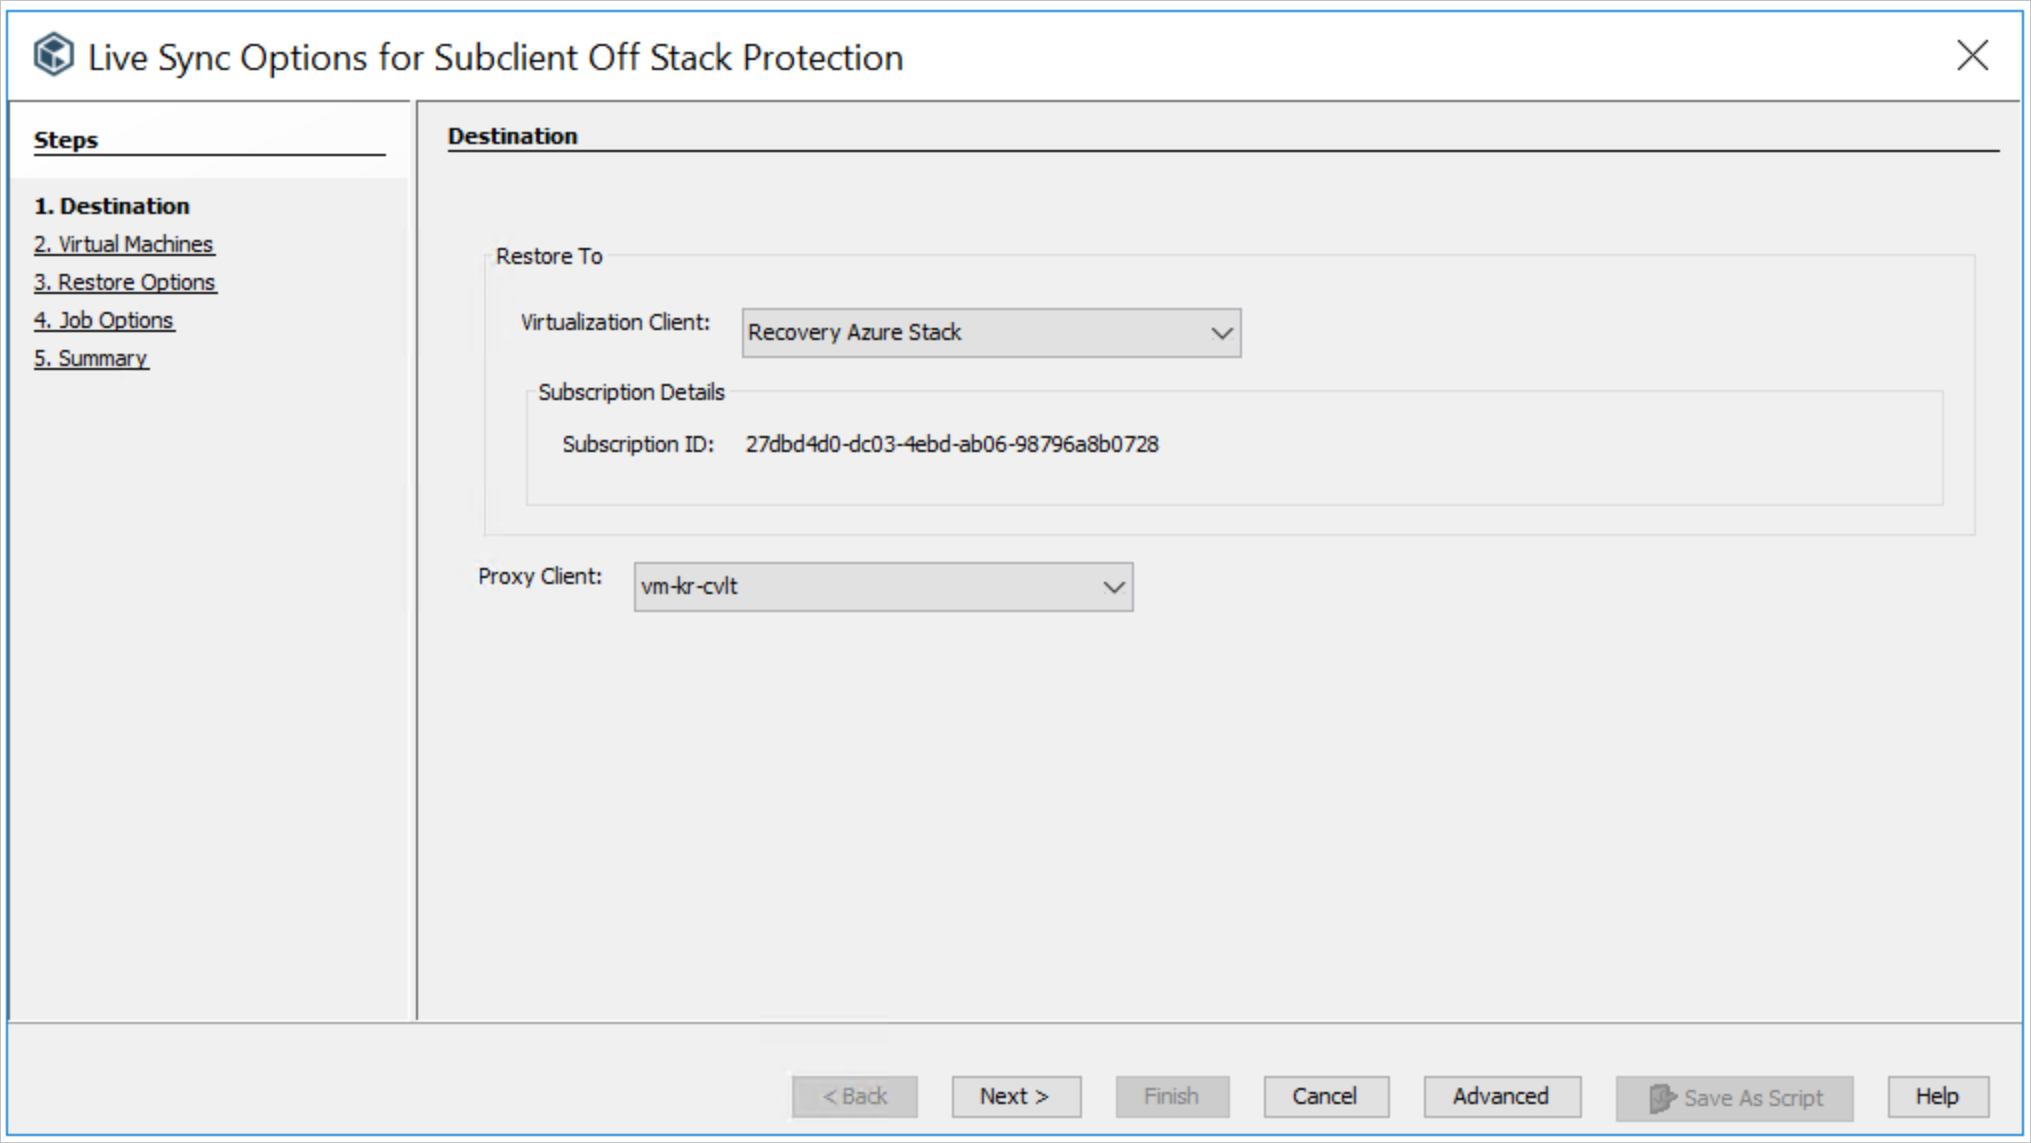 Live Sync Options for Subclient Off Stack Protection
Steps
1. Destination
2. Virtual Machines
3. Restore Options
4. Job Options
5. Summary
Destination
Restore To
Virtualization Client: Recovery Azure Stack
Subscription Details
Subscription ID: 27dbd4d0-dc03-4ebd-ab06-98796a8b0728
Proxy Client: vm-kr-cvlt
< Back Next > Finish Cancel Advanced Save As Script Help